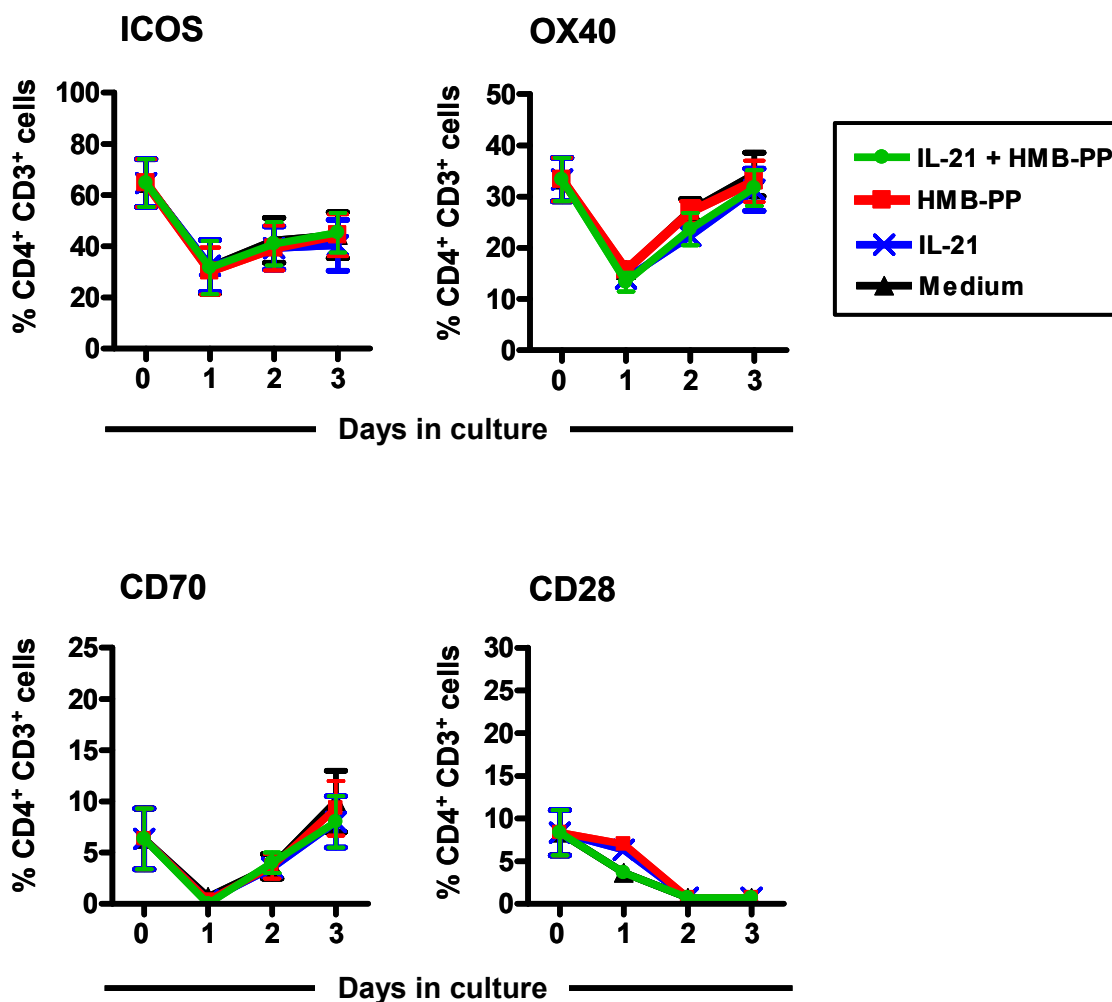 ICOS
% CD4⁺ CD3⁺ cells
100
80
60
40
20
0
0 1 2 3
OX40
% CD4⁺ CD3⁺ cells
50
40
30
20
10
0
0 1 2 3
IL-21 + HMB-PP
HMB-PP
IL-21
Medium
Days in culture
CD70
% CD4⁺ CD3⁺ cells
25
20
15
10
5
0
0 1 2 3
CD28
% CD4⁺ CD3⁺ cells
30
25
20
15
10
5
0
0 1 2 3
Days in culture